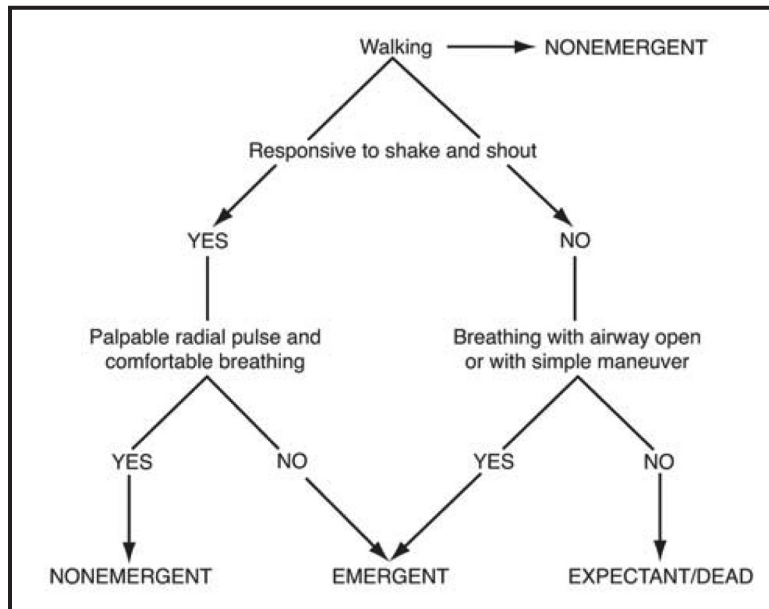 Walking NONEMERGENT
Responsive to shake and shout
YES NO
Palpable radial pulse and
comfortable breathing
Breathing with airway open
or with simple maneuver
YES NO YES NO
NONEMERGENT EMERGENT EXPECTANT/DEAD